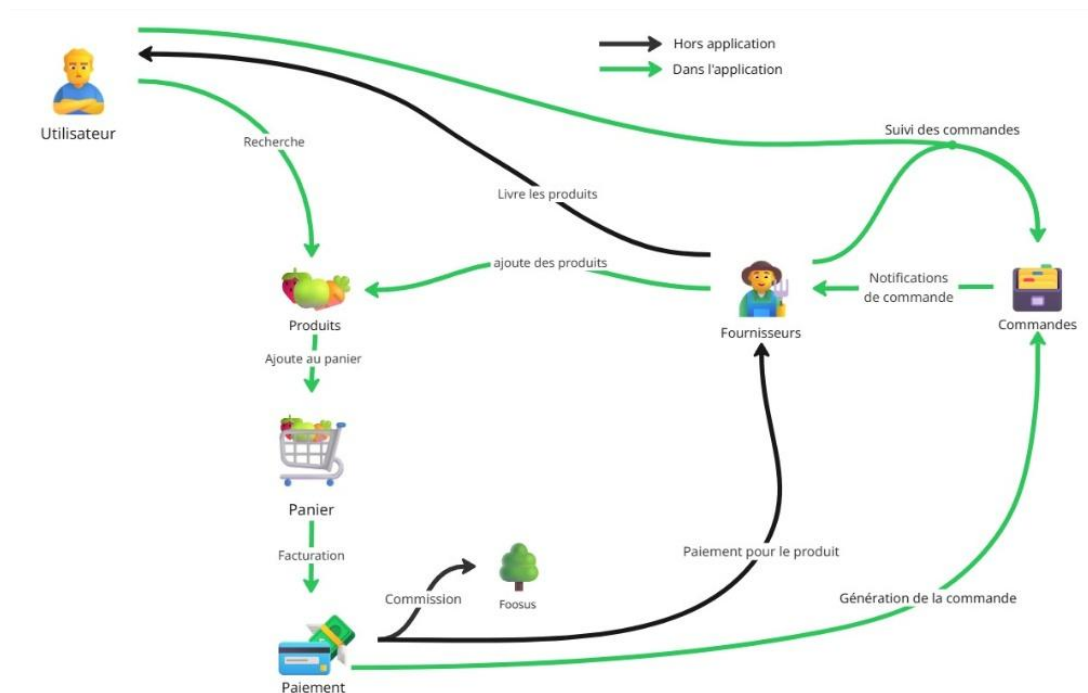 Hors application
Dans l'application
Utilisateur
Suivi des commandes
Recherche
Livre les produits
ajoute des produits
Notifications
de commande
Produits
Fournisseurs
Commandes
Ajoute au panier
Panier
Facturation
Paiement pour le produit
Commission
Foosus
Génération de la commande
Paiement